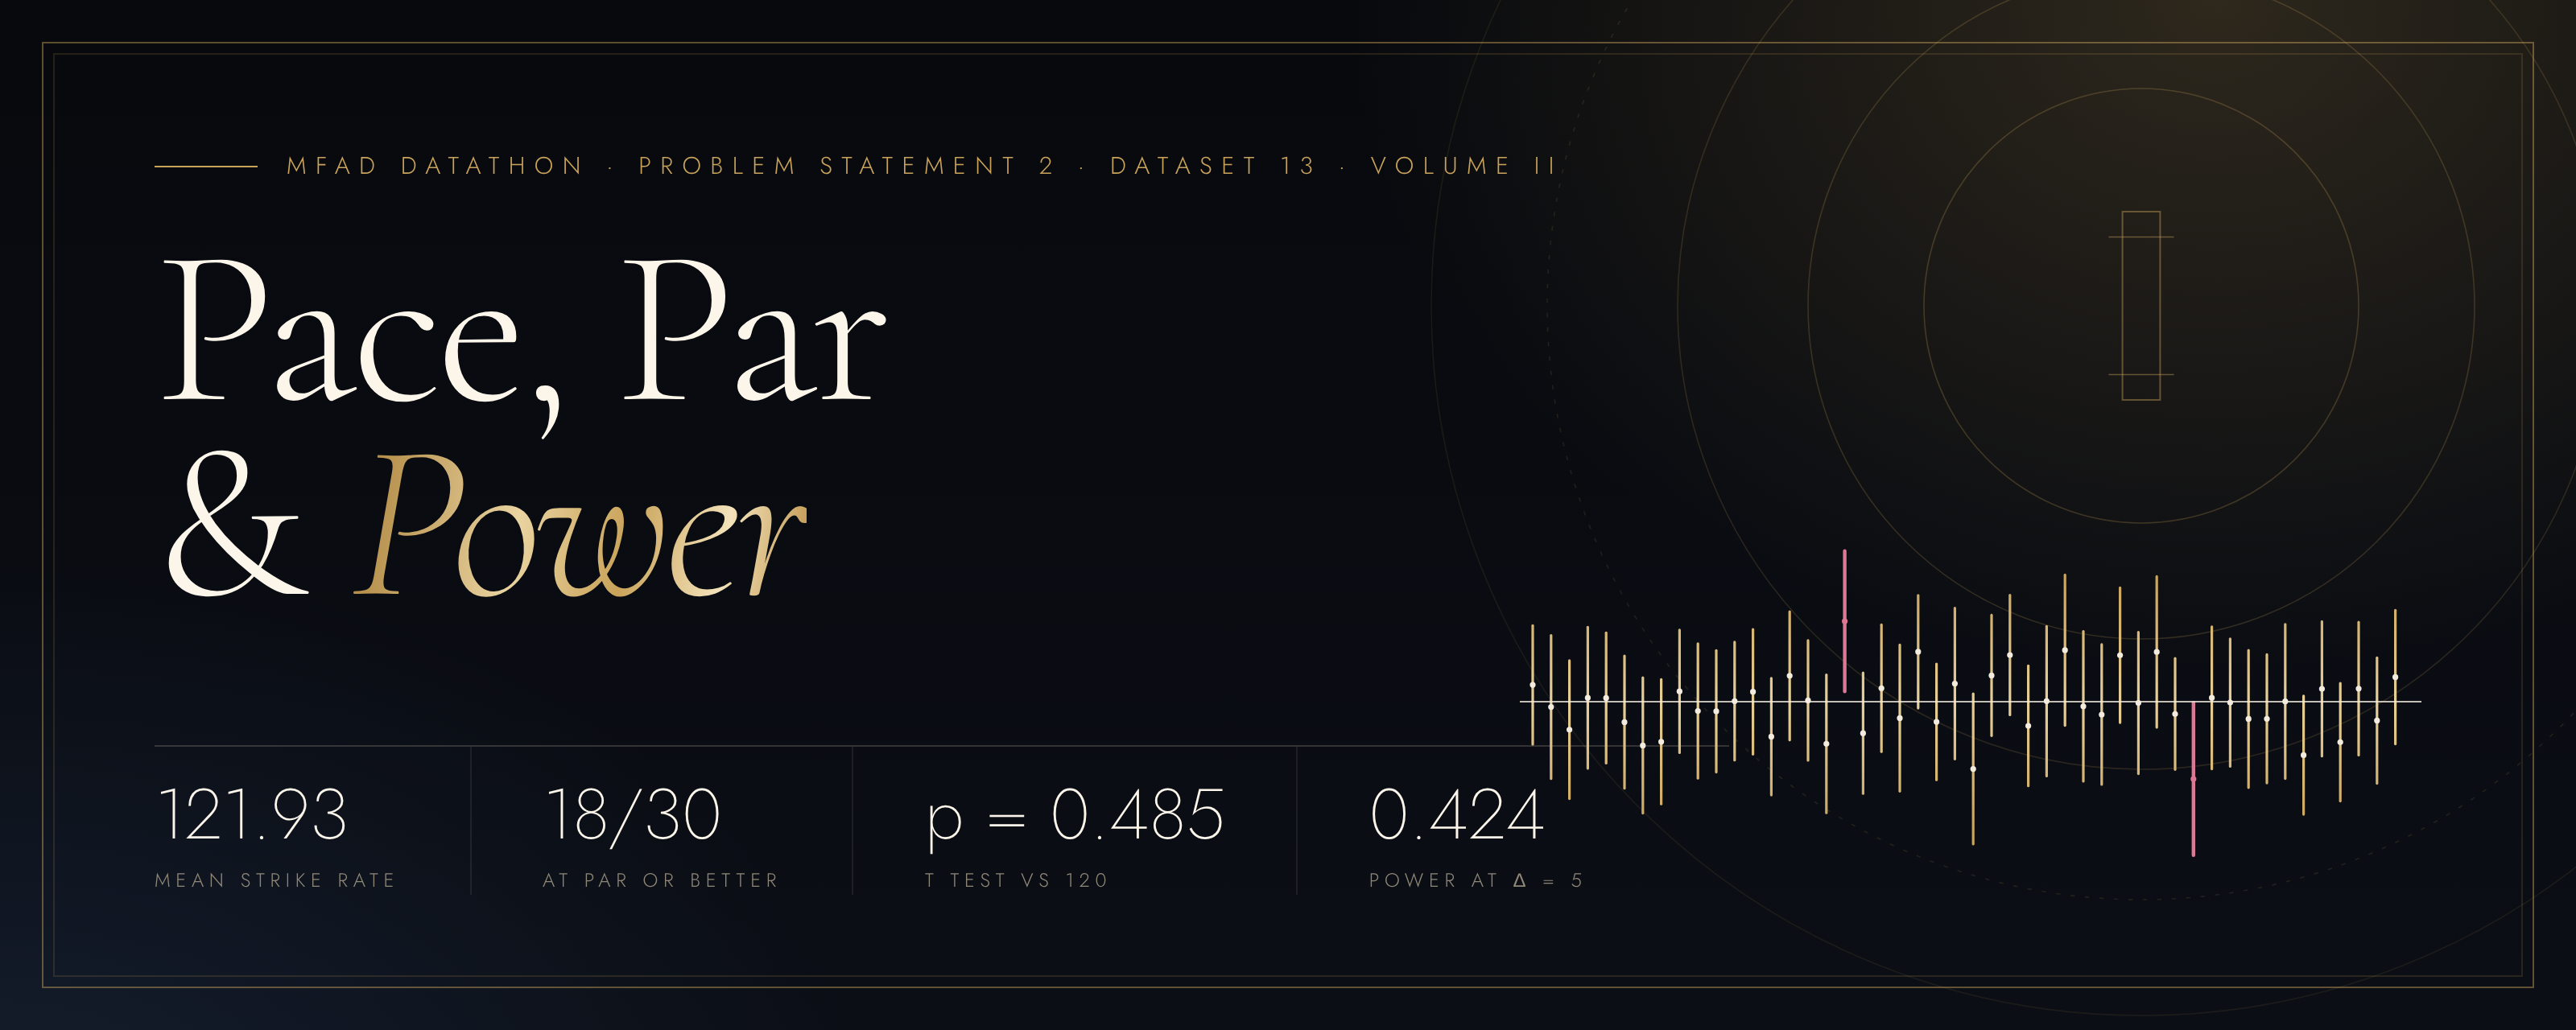 MFAD DATATHON · PROBLEM STATEMENT 2 · DATASET 13 · VOLUME II
Pace, Par
& Power
121.93
MEAN STRIKE RATE
18/30
AT PAR OR BETTER
p = 0.485
T TEST VS 120
0.424
POWER AT Δ = 5